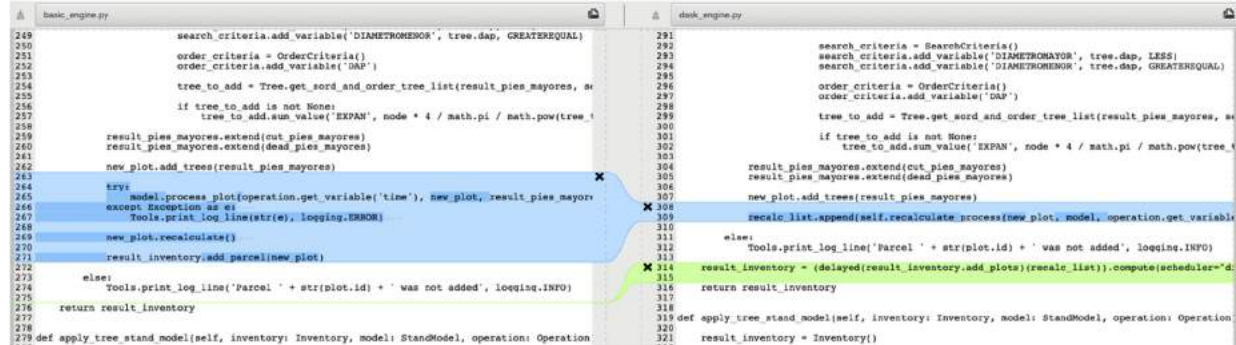 basic_engine.py
249 search_criteria.add_variable('DIAMETROMENOR', tree.dap, GREATEREQUAL)
250
251 order_criteria = OrderCriteria()
252 order_criteria.add_variable('DAP')
253
254 tree_to_add = Tree.get_sord_and_order_tree_list(result_pies_mayores, se
255
256 if tree_to_add is not None:
257 tree_to_add.sum_value('EXPAN', node * 4 / math.pi / math.pow(tree_t
258
259 result_pies_mayores.extend(cut_pies_mayores)
260 result_pies_mayores.extend(dead_pies_mayores)
261
262 new_plot.add_trees(result_pies_mayores)
263
264 try:
265 model.process_plot(operation.get_variable('time'), new_plot, result_pies_mayore
266 except Exception as e:
267 Tools.print_log_line(str(e), logging.ERROR)
268
269 new_plot.recalculate()
270
271 result_inventory.add_parcel(new_plot)
272
273 else:
274 Tools.print_log_line('Parcel ' + str(plot.id) + ' was not added', logging.INFO)
275
276 return result_inventory
277
278
279 def apply_tree_stand_model(self, inventory: Inventory, model: StandModel, operation: Operation
dask_engine.py
291
292 search_criteria = SearchCriteria()
293 search_criteria.add_variable('DIAMETROMAYOR', tree.dap, LESS)
294 search_criteria.add_variable('DIAMETROMENOR', tree.dap, GREATEREQUAL)
295
296 order_criteria = OrderCriteria()
297 order_criteria.add_variable('DAP')
298
299 tree_to_add = Tree.get_sord_and_order_tree_list(result_pies_mayores, se
300
301 if tree_to_add is not None:
302 tree_to_add.sum_value('EXPAN', node * 4 / math.pi / math.pow(tree_t
303
304 result_pies_mayores.extend(cut_pies_mayores)
305 result_pies_mayores.extend(dead_pies_mayores)
306
307 new_plot.add_trees(result_pies_mayores)
308
309 recalc_list.append(self.recalculate_process(new_plot, model, operation.get_variable
310
311 else:
312 Tools.print_log_line('Parcel ' + str(plot.id) + ' was not added', logging.INFO)
313
314 result_inventory = (delayed(result_inventory.add_plots)(recalc_list)).compute(scheduler="di
315
316 return result_inventory
317
318
319 def apply_tree_stand_model(self, inventory: Inventory, model: StandModel, operation: Operation
320
321 result_inventory = Inventory()